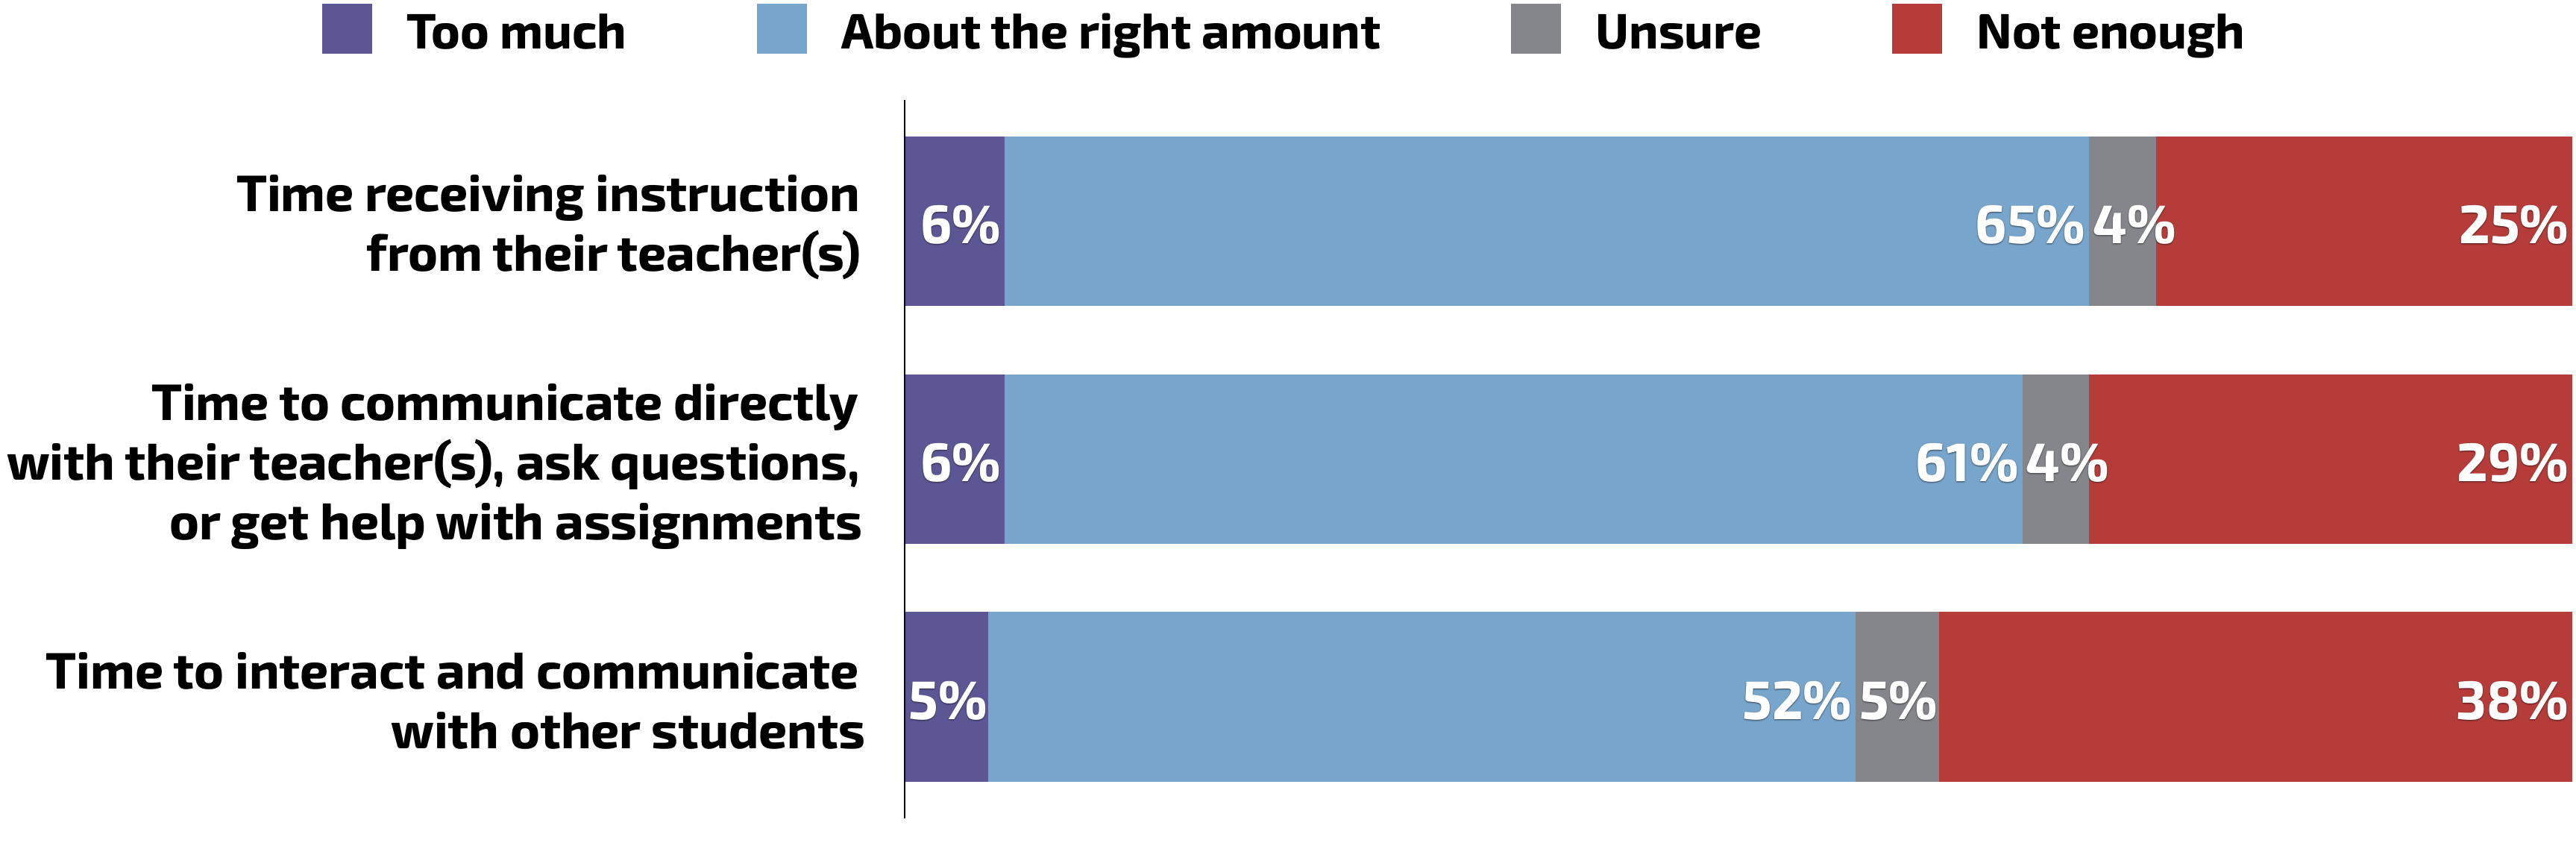 Too much About the right amount Unsure Not enough
Time receiving instruction
from their teacher(s)
6% 65% 4% 25%
Time to communicate directly
with their teacher(s), ask questions,
or get help with assignments
6% 61% 4% 29%
Time to interact and communicate
with other students
5% 52% 5% 38%